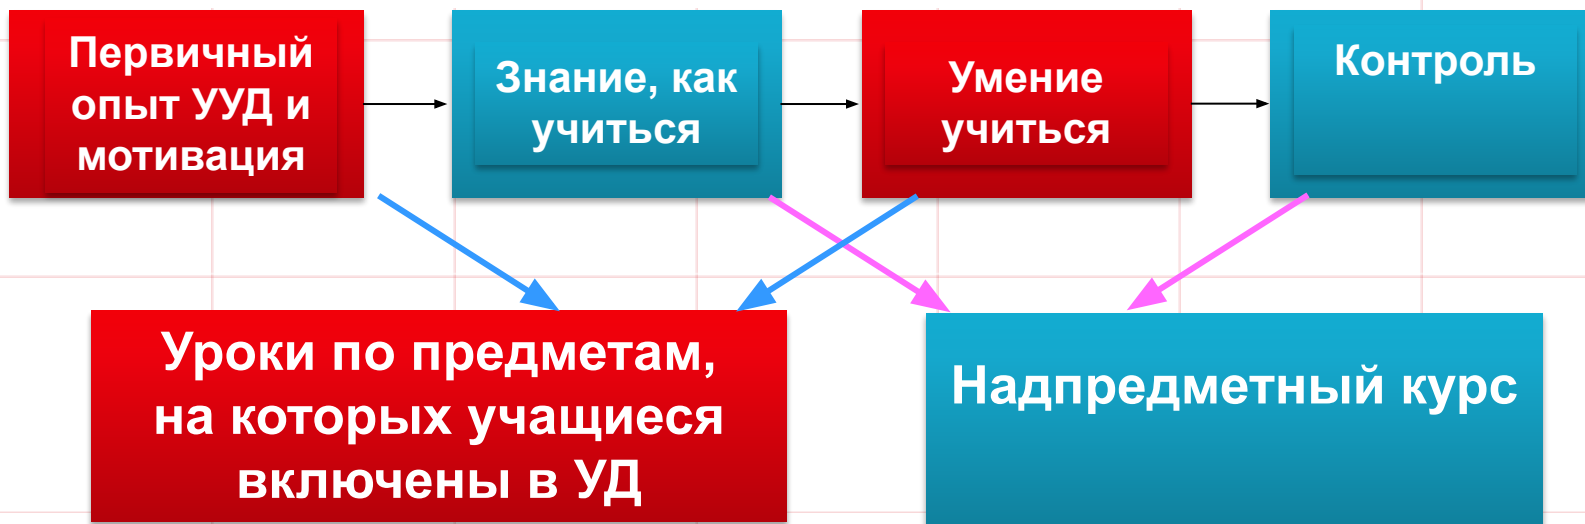 Первичный
опыт УУД и
мотивация
Знание, как
учиться
Умение
учиться
Контроль
Уроки по предметам,
на которых учащиеся
включены в УД
Надпредметный курс